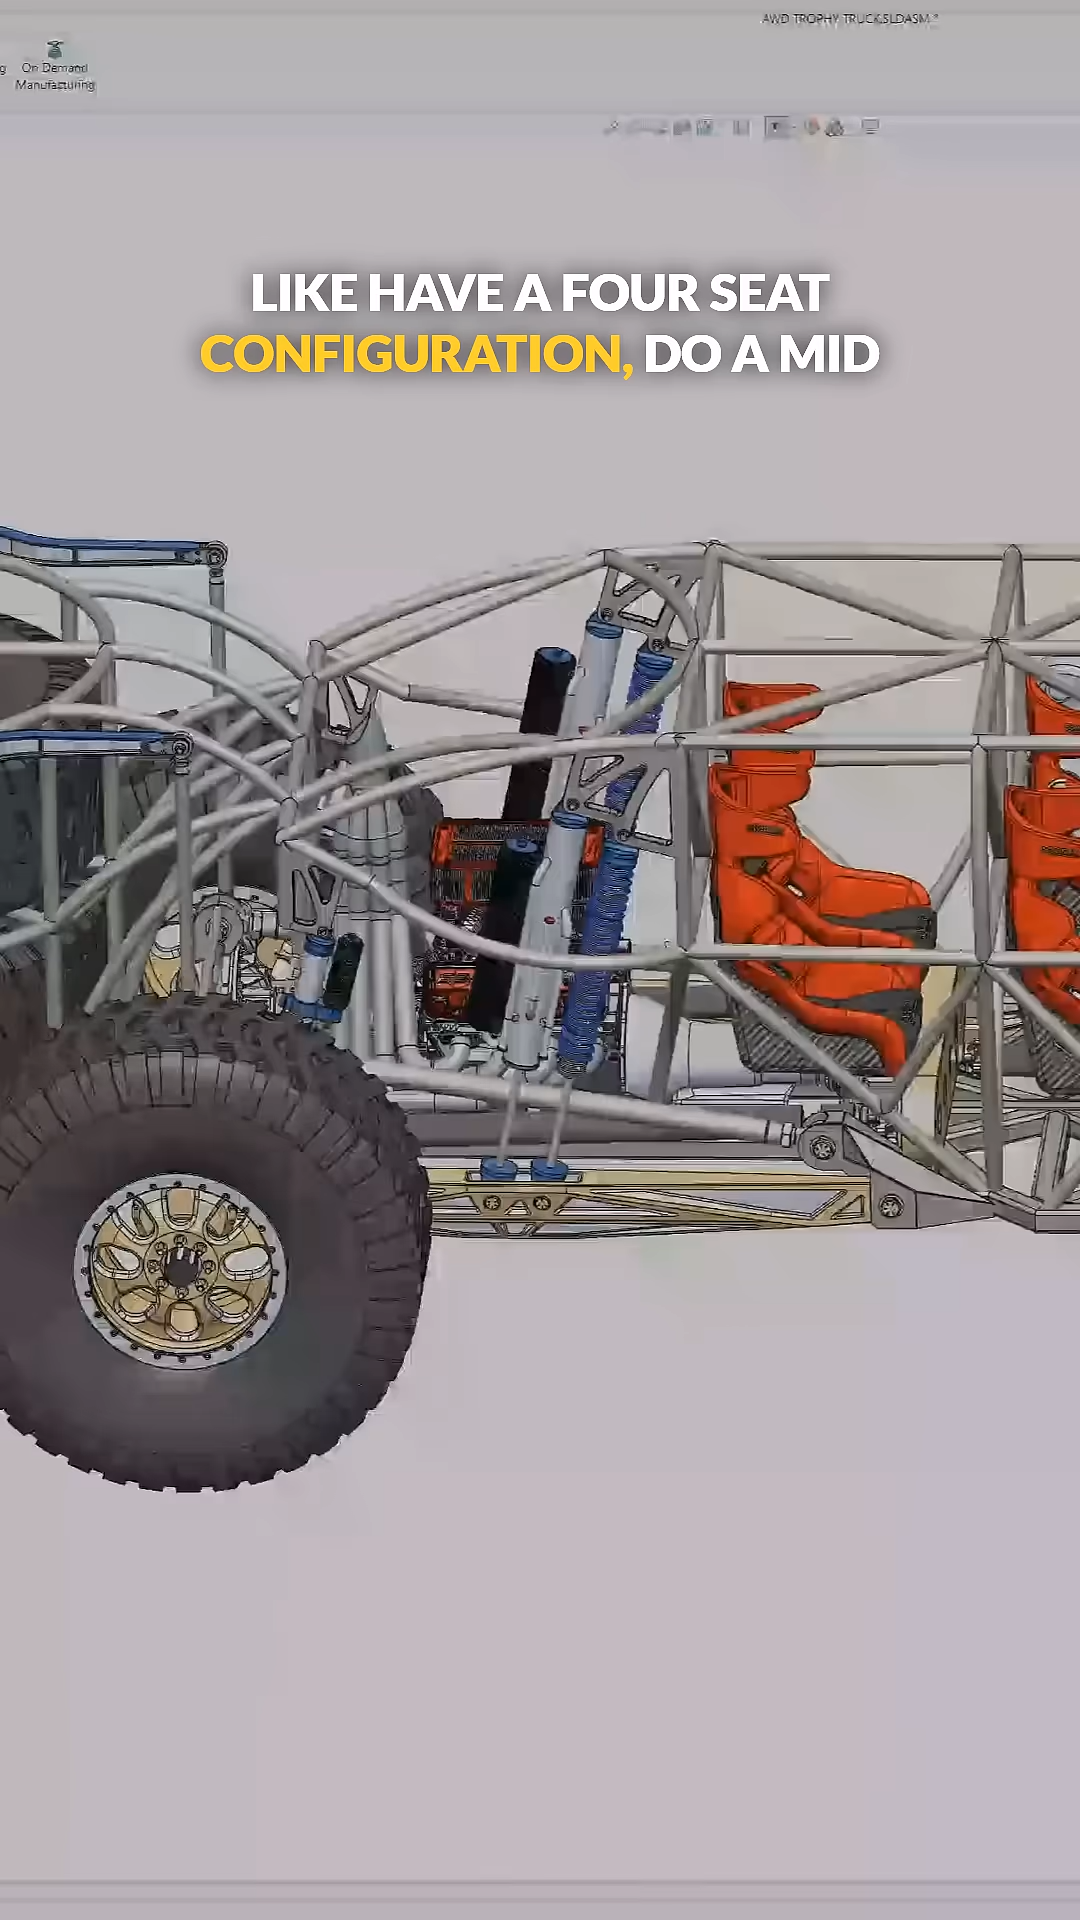 AWD TROPHY TRUCK.SLDASM *
On Demand
Manufacturing
LIKE HAVE A FOUR SEAT
CONFIGURATION, DO A MID